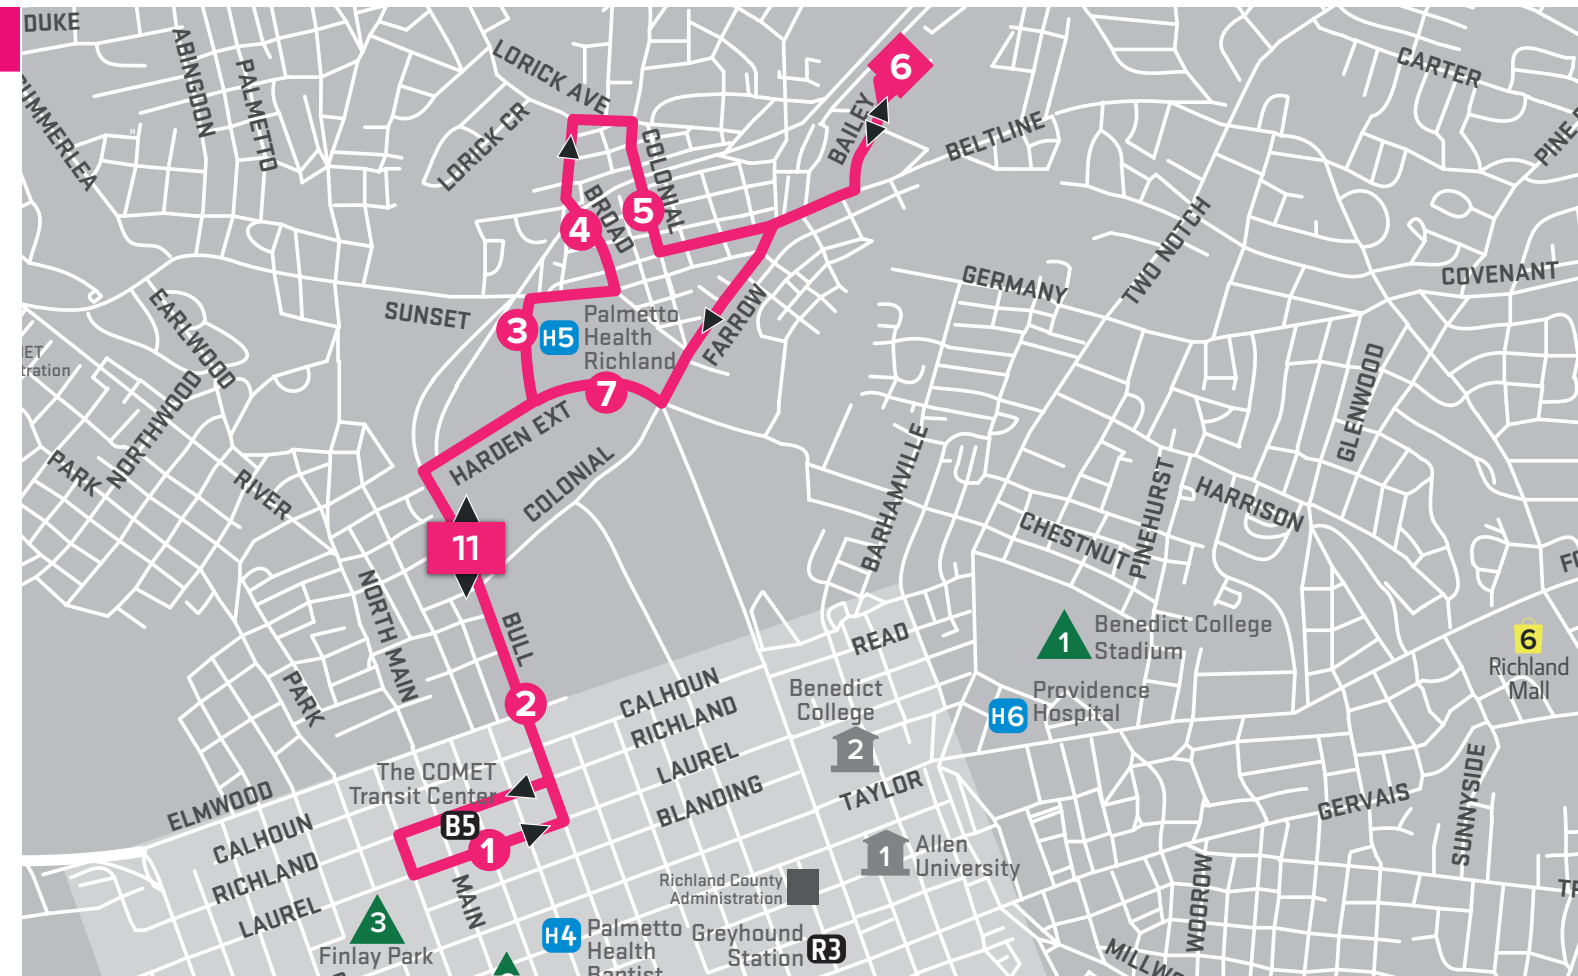 DUKE
ABINGDON
PALMETTO
LORICK AVE
LORICK CR
H
COLONIAL
BROAD
BAILEY
6
BELTLINE
CARTER
PINE
4
5
TWO NOTCH
GERMANY
COVENANT
SUNSET
EARLWOOD
3
H5
Palmetto
Health
Richland
FARROW
7
tration
NORTHWOOD
PARK
RIVER
HARDEN EXT
COLONIAL
11
GLENWOOD
BARHAMVILLE
PINEHURST
HARRISON
CHESTNUT
NORTH MAIN
BULL
PARK
READ
1
Benedict College
Stadium
6
Richland
Mall
H6
Providence
Hospital
2
CALHOUN
RICHLAND
LAUREL
BLANDING
Benedict
College
2
TAYLOR
The COMET
Transit Center
B5
1
ELMWOOD
CALHOUN
RICHLAND
LAUREL
MAIN
GERVAIS
SUNNYSIDE
1
Allen
University
Richland County
Administration
WOODROW
3
Finlay Park
H4
Palmetto
Health
Baptist
Greyhound
Station
R3